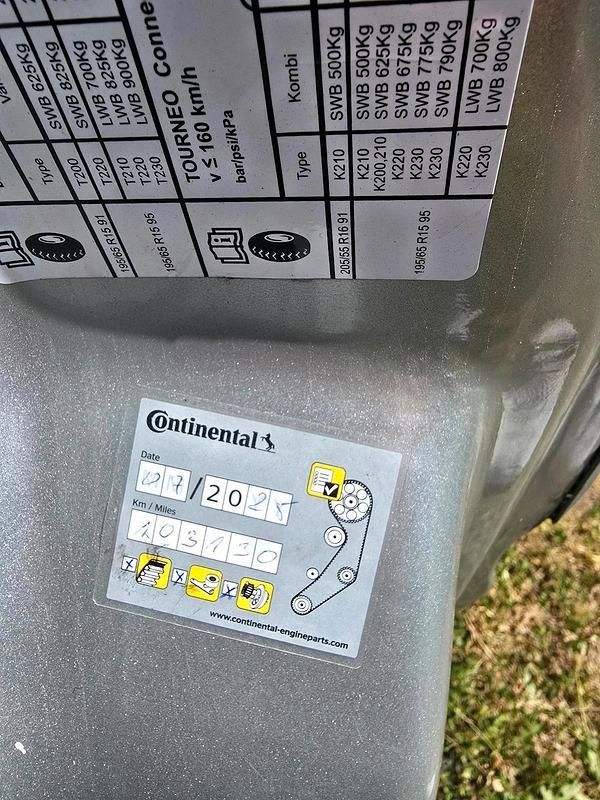 Type
195/65 R15 91 T200 SWB 625Kg
T220 SWB 825Kg
195/65 R15 95 T210 LWB 700Kg
T220 LWB 825Kg
T230 LWB 900Kg
TOURNEO Conne
v ≤ 160 km/h
bar/psi/kPa
Type Kombi
205/55 R16 91 K210 SWB 500Kg
195/65 R15 95 K210 SWB 500Kg
K200,210 SWB 625Kg
K220 SWB 675Kg
K230 SWB 775Kg
K230 SWB 790Kg
K220 LWB 700Kg
K230 LWB 800Kg
Continental
Date
07/2025
Km / Miles
103130
www.continental-engineparts.com